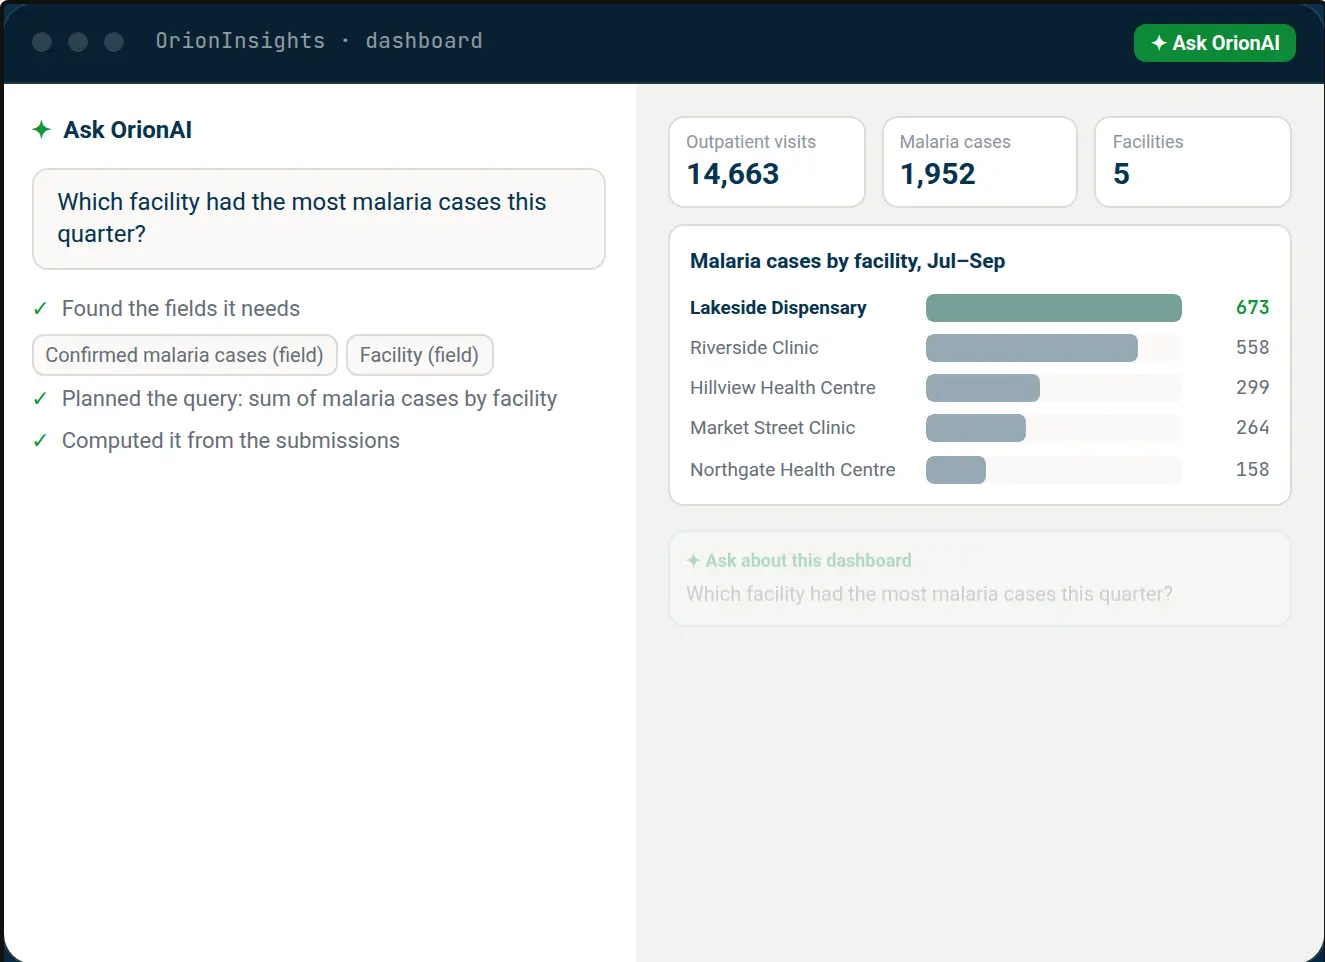 OrionInsights · dashboard
✦ Ask OrionAI
✦ Ask OrionAI
Which facility had the most malaria cases this
quarter?
✓ Found the fields it needs
Confirmed malaria cases (field) Facility (field)
✓ Planned the query: sum of malaria cases by facility
✓ Computed it from the submissions
Outpatient visits
14,663
Malaria cases
1,952
Facilities
5
Malaria cases by facility, Jul–Sep
Lakeside Dispensary 673
Riverside Clinic 558
Hillview Health Centre 299
Market Street Clinic 264
Northgate Health Centre 158
✦ Ask about this dashboard
Which facility had the most malaria cases this quarter?